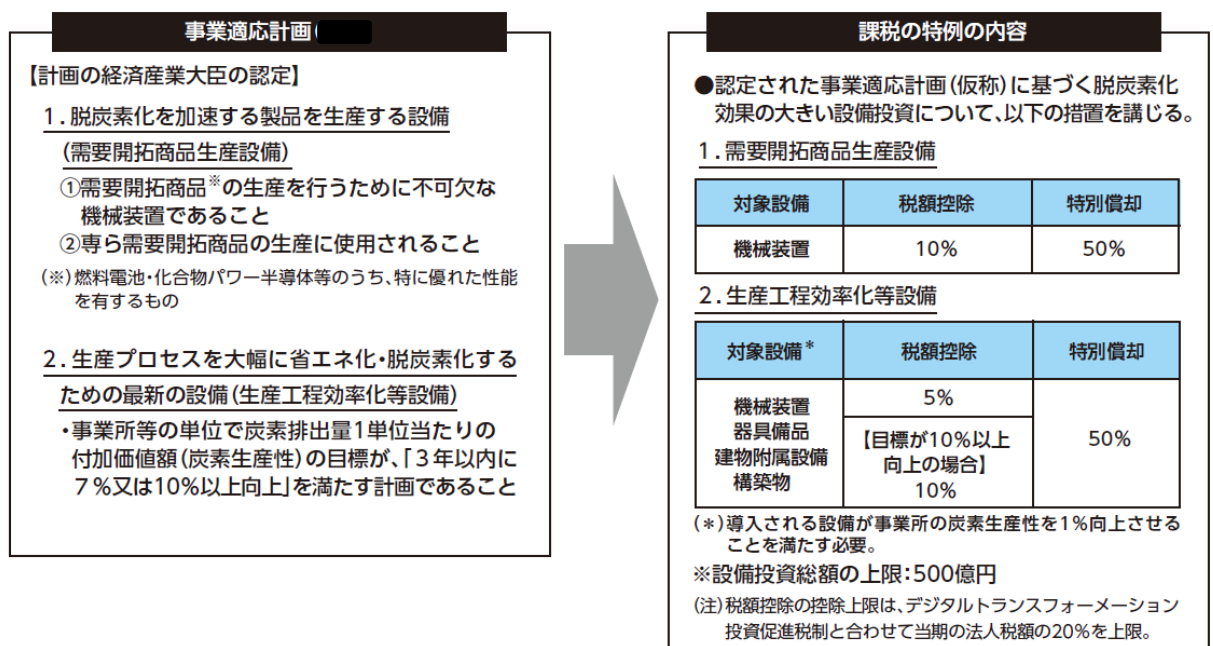 事業適応計画(
【計画の経済産業大臣の認定】
1.脱炭素化を加速する製品を生産する設備
(需要開拓商品生産設備)
①需要開拓商品※の生産を行うために不可欠な
機械装置であること
②専ら需要開拓商品の生産に使用されること
(※)燃料電池・化合物パワー半導体等のうち、特に優れた性能
を有するもの
2.生産プロセスを大幅に省エネ化・脱炭素化する
ための最新の設備(生産工程効率化等設備)
・事業所等の単位で炭素排出量1単位当たりの
付加価値額(炭素生産性)の目標が、「3年以内に
7%又は10%以上向上」を満たす計画であること
課税の特例の内容
●認定された事業適応計画(仮称)に基づく脱炭素化
効果の大きい設備投資について、以下の措置を講じる。
1.需要開拓商品生産設備
対象設備 税額控除 特別償却
機械装置 10% 50%
2.生産工程効率化等設備
対象設備* 税額控除 特別償却
機械装置
器具備品
建物附属設備
構築物
5%
【目標が10%以上
向上の場合】
10%
50%
(*)導入される設備が事業所の炭素生産性を1%向上させる
ことを満たす必要。
※設備投資総額の上限:500億円
(注)税額控除の控除上限は、デジタルトランスフォーメーション
投資促進税制と合わせて当期の法人税額の20%を上限。